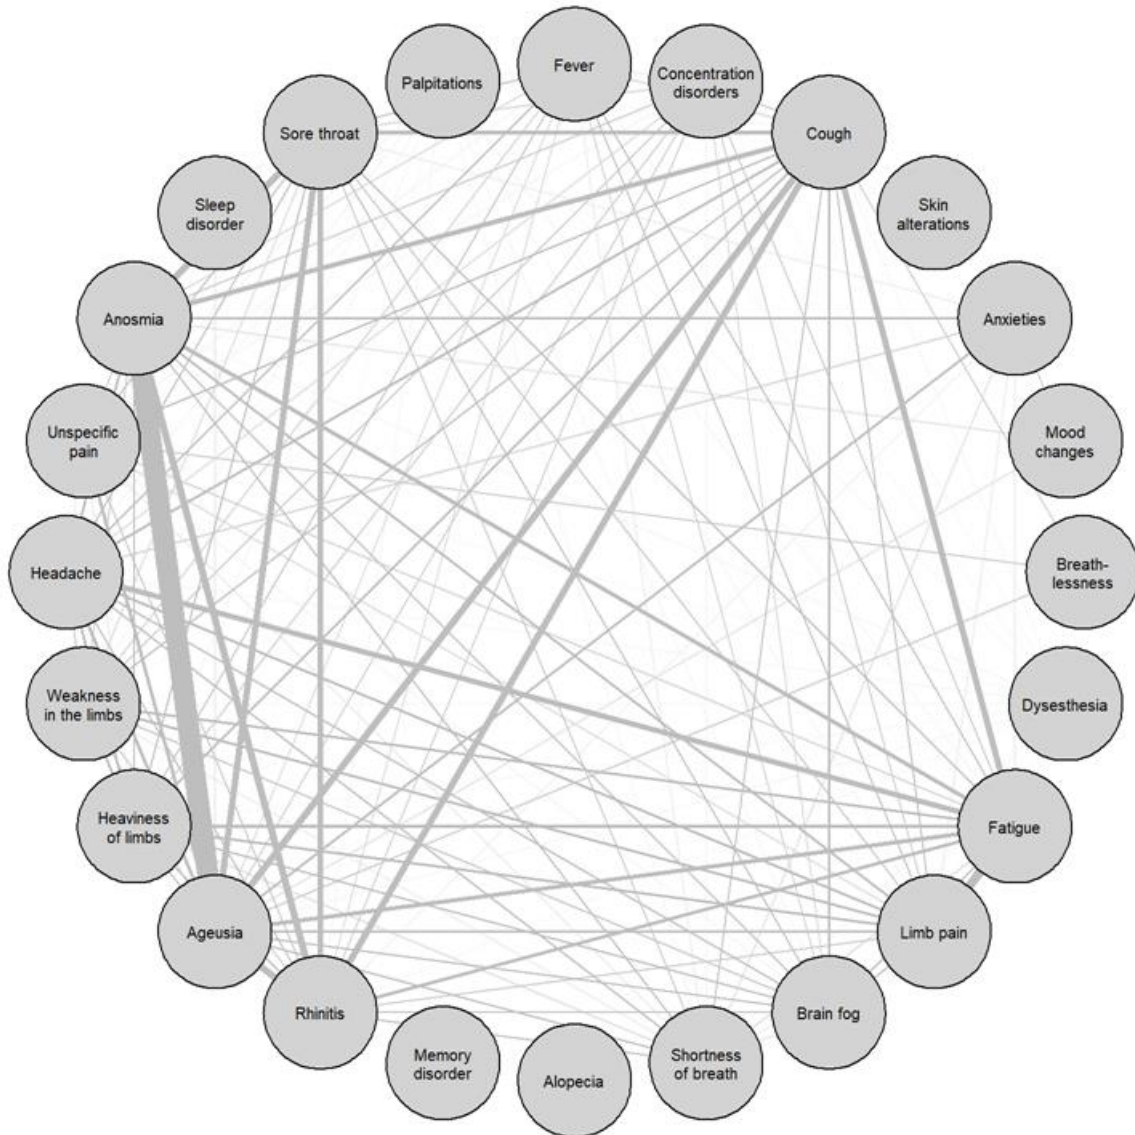 Fever
Palpitations
Concentration
disorders
Sore throat
Cough
Sleep
disorder
Skin
alterations
Anosmia
Anxieties
Unspecific
pain
Mood
changes
Headache
Breath-
lessness
Weakness
in the limbs
Dysesthesia
Heaviness
of limbs
Fatigue
Ageusia
Limb pain
Rhinitis
Brain fog
Memory
disorder
Alopecia
Shortness
of breath